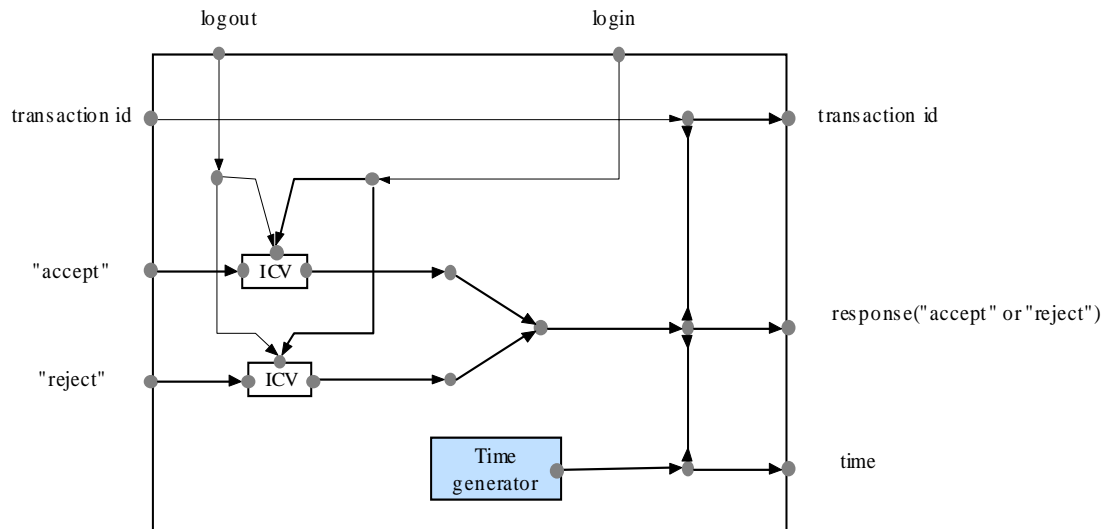 logout
login
transaction id
transaction id
"accept"
ICV
response("accept" or "reject")
"reject"
ICV
Time
generator
time